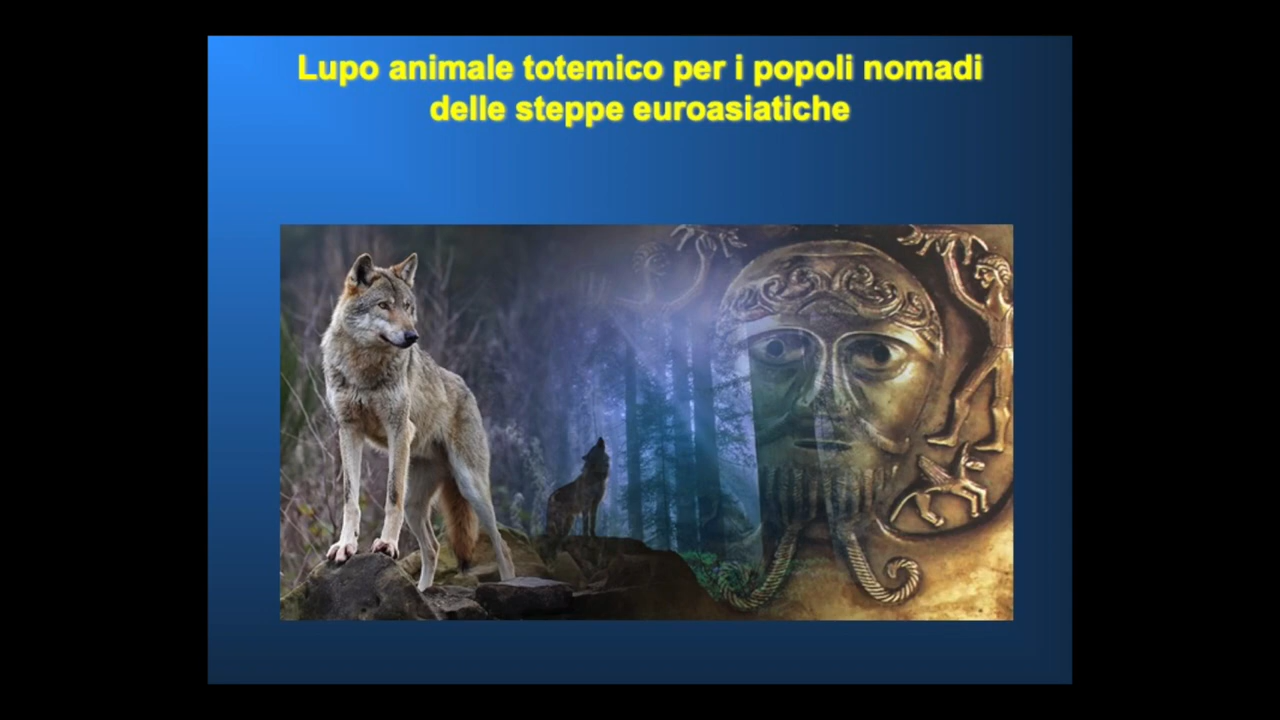 Lupo animale totemico per i popoli nomadi
delle steppe euroasiatiche